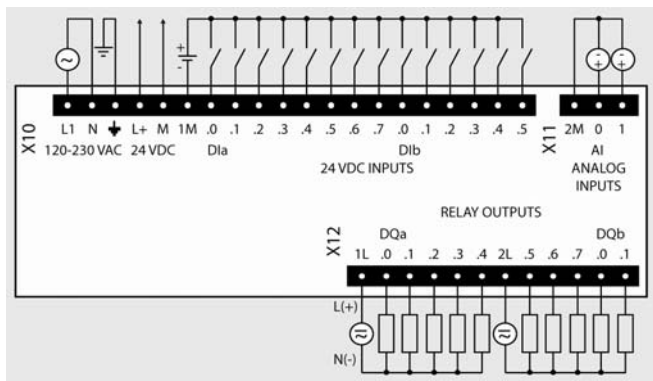 +
-
~
- -
+ +
X10
L1 N L+ M 1M .0 .1 .2 .3 .4 .5 .6 .7 .0 .1 .2 .3 .4 .5
120-230 VAC 24 VDC DIa DIb
24 VDC INPUTS
X11
2M 0 1
AI
ANALOG
INPUTS
RELAY OUTPUTS
X12
DQa DQb
1L .0 .1 .2 .3 .4 2L .5 .6 .7 .0 .1
L(+)
N(-)